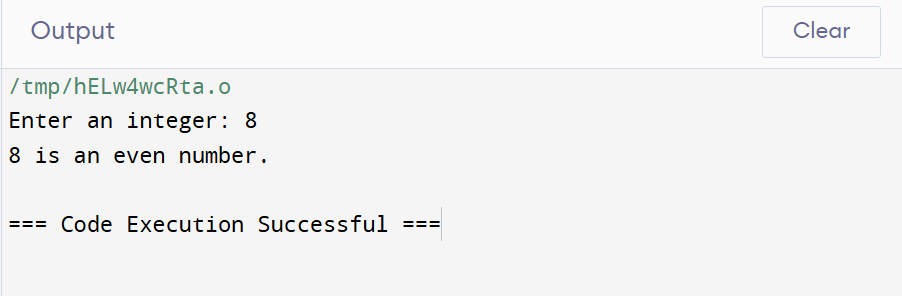 Output
Clear
/tmp/hELw4wcRta.o
Enter an integer: 8
8 is an even number.
=== Code Execution Successful ===